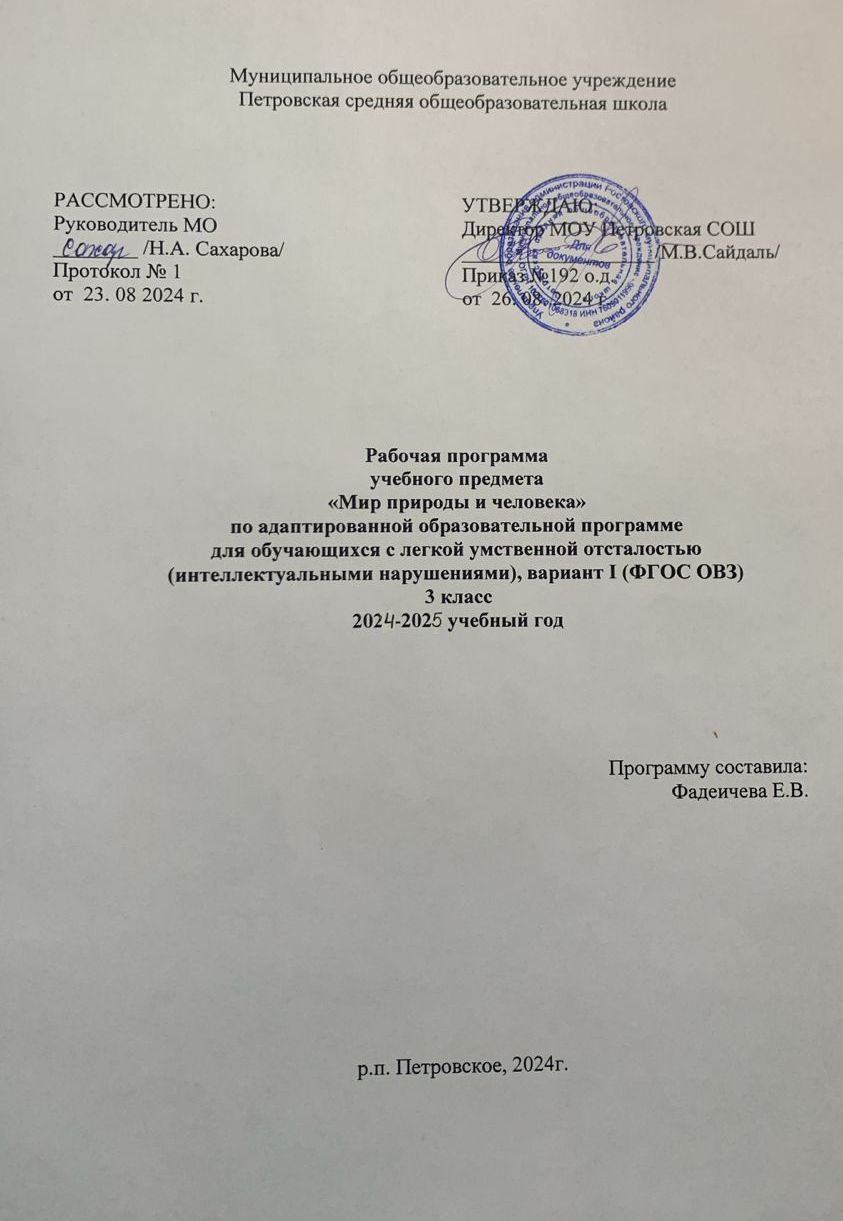 Муниципальное общеобразовательное учреждение
Петровская средняя общеобразовательная школа
РАССМОТРЕНО:
Руководитель МО
/Н.А. Сахарова/
Протокол № 1
от 23. 08 2024 г.
УТВЕРЖДАЮ:
Директор МОУ Петровская СОШ
/М.В.Сайдаль/
Приказ №192 о.д.
от 26. 08. 2024 г.
Для
документов
Рабочая программа
учебного предмета
«Мир природы и человека»
по адаптированной образовательной программе
для обучающихся с легкой умственной отсталостью
(интеллектуальными нарушениями), вариант I (ФГОС ОВЗ)
3 класс
2024-2025 учебный год
Программу составила:
Фадеичева Е.В.
р.п. Петровское, 2024г.